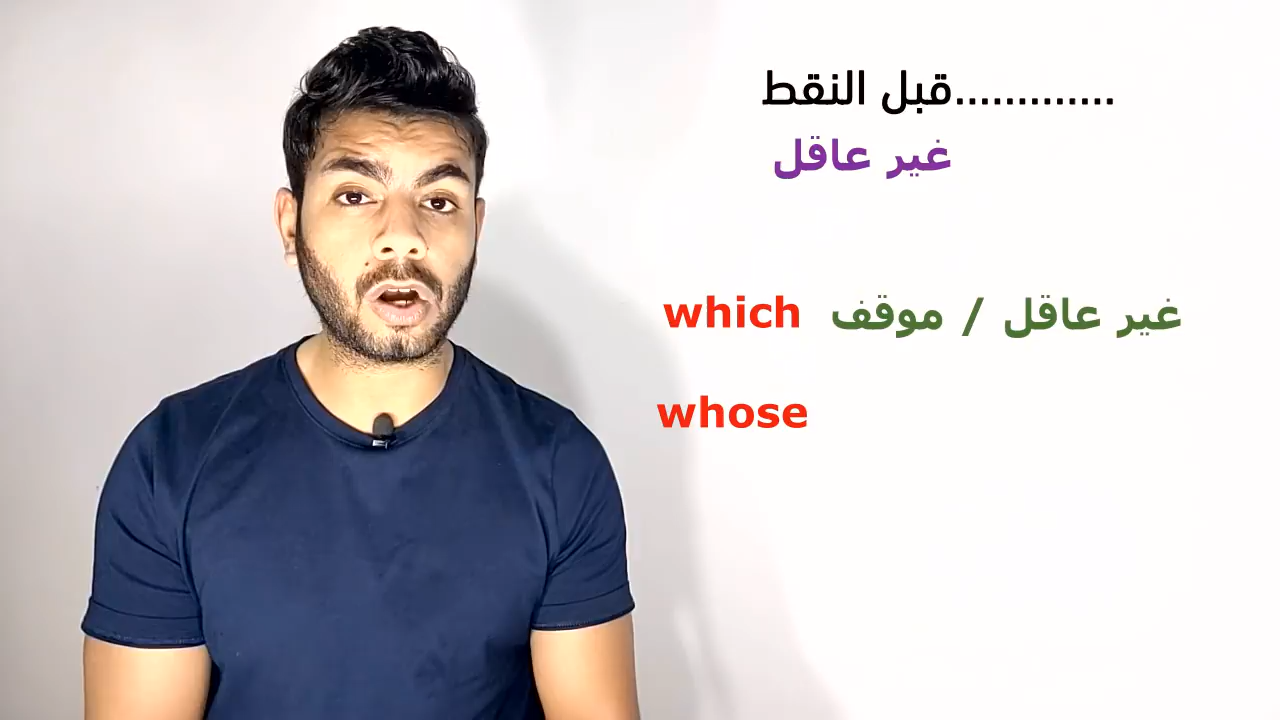 قبل النقط.............
غير عاقل
which غير عاقل / موقف
whose